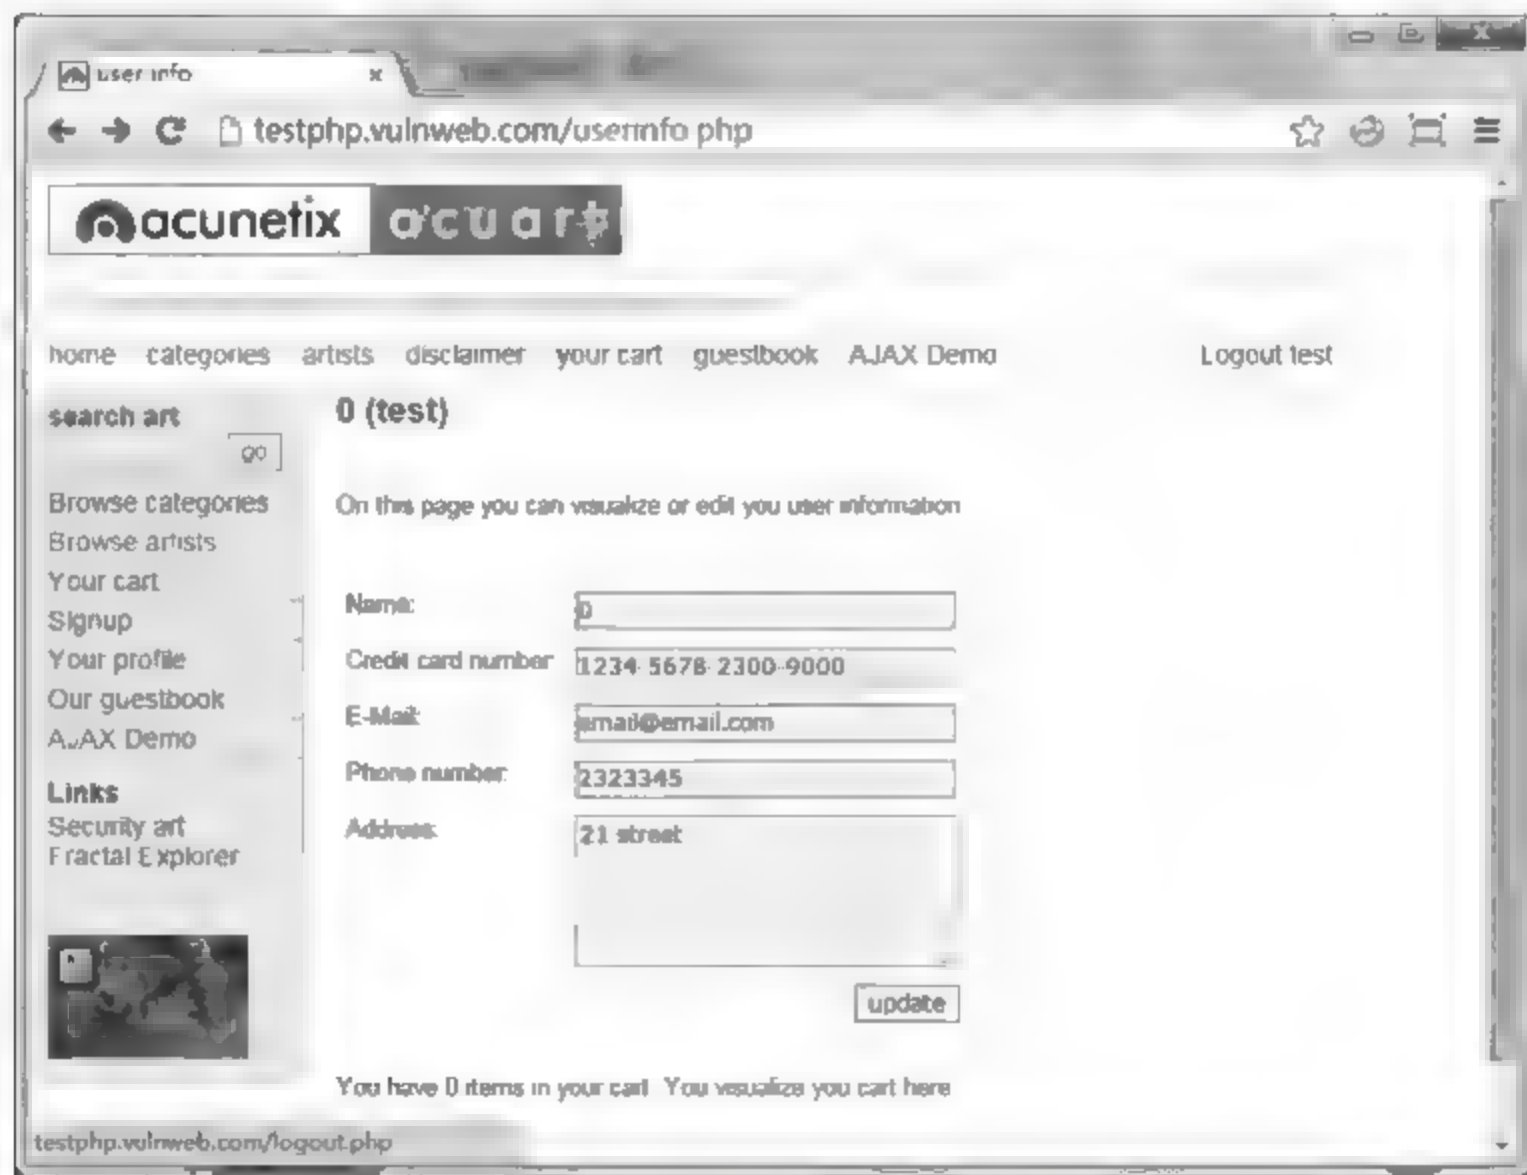 user info
testphp.vulnweb.com/userinfo php
acunetix acuart
home categories artists disclaimer your cart guestbook AJAX Demo Logout test
search art
go
Browse categories
Browse artists
Your cart
Signup
Your profile
Our guestbook
AJAX Demo
Links
Security art
Fractal Explorer
0 (test)
On this page you can visualize or edit you user information
Name: 0
Credit card number 1234-5678-2300-9000
E-Mail: email@email.com
Phone number: 2323345
Address: 21 street
update
You have 0 items in your cart You visualize you cart here
testphp.vulnweb.com/logout.php